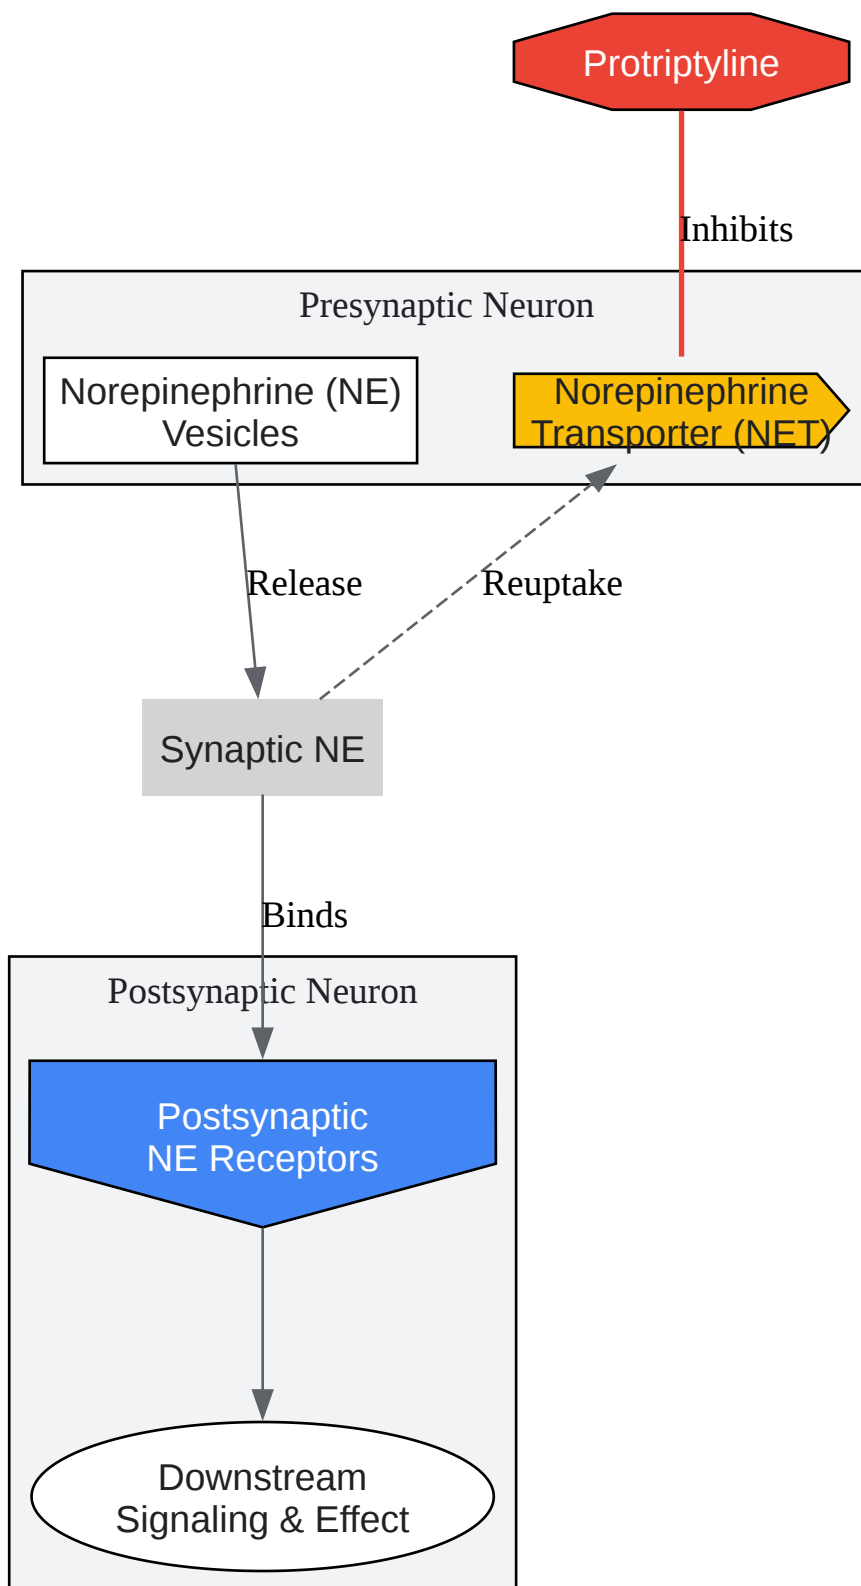 Protriptyline
Inhibits
Presynaptic Neuron
Norepinephrine (NE)
Vesicles
Norepinephrine
Transporter (NET)
Release
Reuptake
Synaptic NE
Binds
Postsynaptic Neuron
Postsynaptic
NE Receptors
Downstream
Signaling & Effect